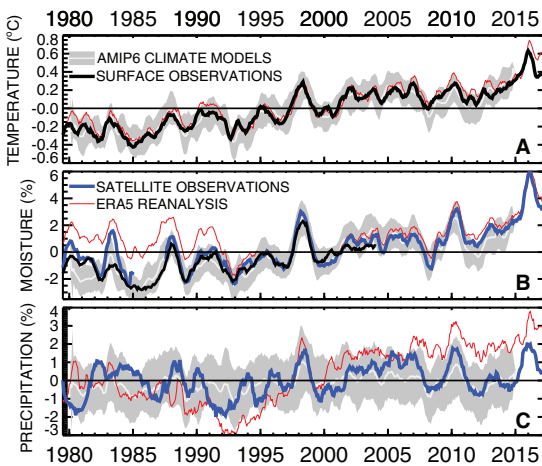 1980 1985 1990 1995 2000 2005 2010 2015
TEMPERATURE (°C)
0.8
0.6
0.4
0.2
-0.0
-0.2
-0.4
-0.6
AMIP6 CLIMATE MODELS
SURFACE OBSERVATIONS
A
MOISTURE (%)
6
4
2
0
-2
SATELLITE OBSERVATIONS
ERA5 REANALYSIS
B
PRECIPITATION (%)
4
3
2
1
0
-1
-2
-3
C
1980 1985 1990 1995 2000 2005 2010 2015